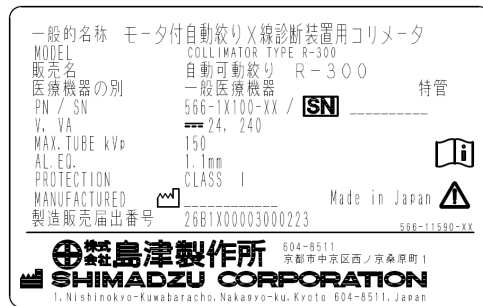 一般的名称 モータ付自動絞りX線診断装置用コリメータ
MODEL COLLIMATOR TYPE R-300
販売名 自動可動絞り R-300
医療機器の別 一般医療機器 特管
PN / SN 566-1X100-XX / SN __________
V, VA 24, 240
MAX. TUBE kVp 150
AL. EQ. 1.1mm
PROTECTION CLASS I
MANUFACTURED ____________ Made in Japan
製造販売届出番号 26B1X00003000223
566-11590-XX
株式会社 島津製作所 604-8511
京都市中京区西ノ京桑原町1
SHIMADZU CORPORATION
1, Nishinokyo-Kuwabaracho, Nakagyo-ku, Kyoto 604-8511, Japan